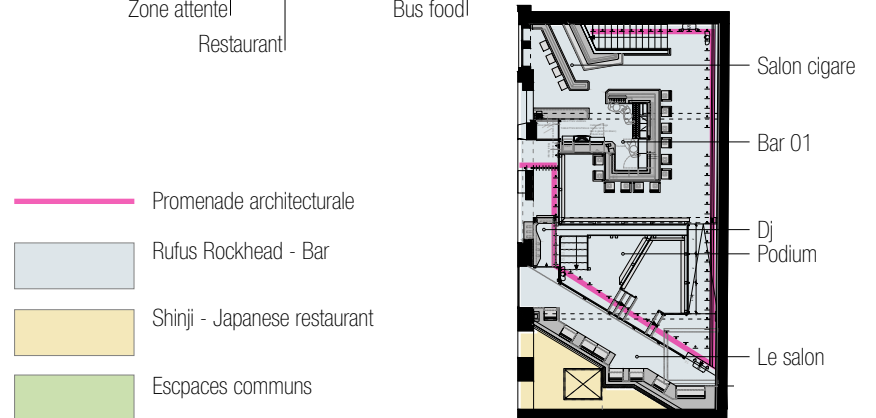 Zone attente
Bus food
Restaurant
Salon cigare
Bar 01
Promenade architecturale
Dj
Rufus Rockhead - Bar
Podium
Shinji - Japanese restaurant
Le salon
Escpaces communs